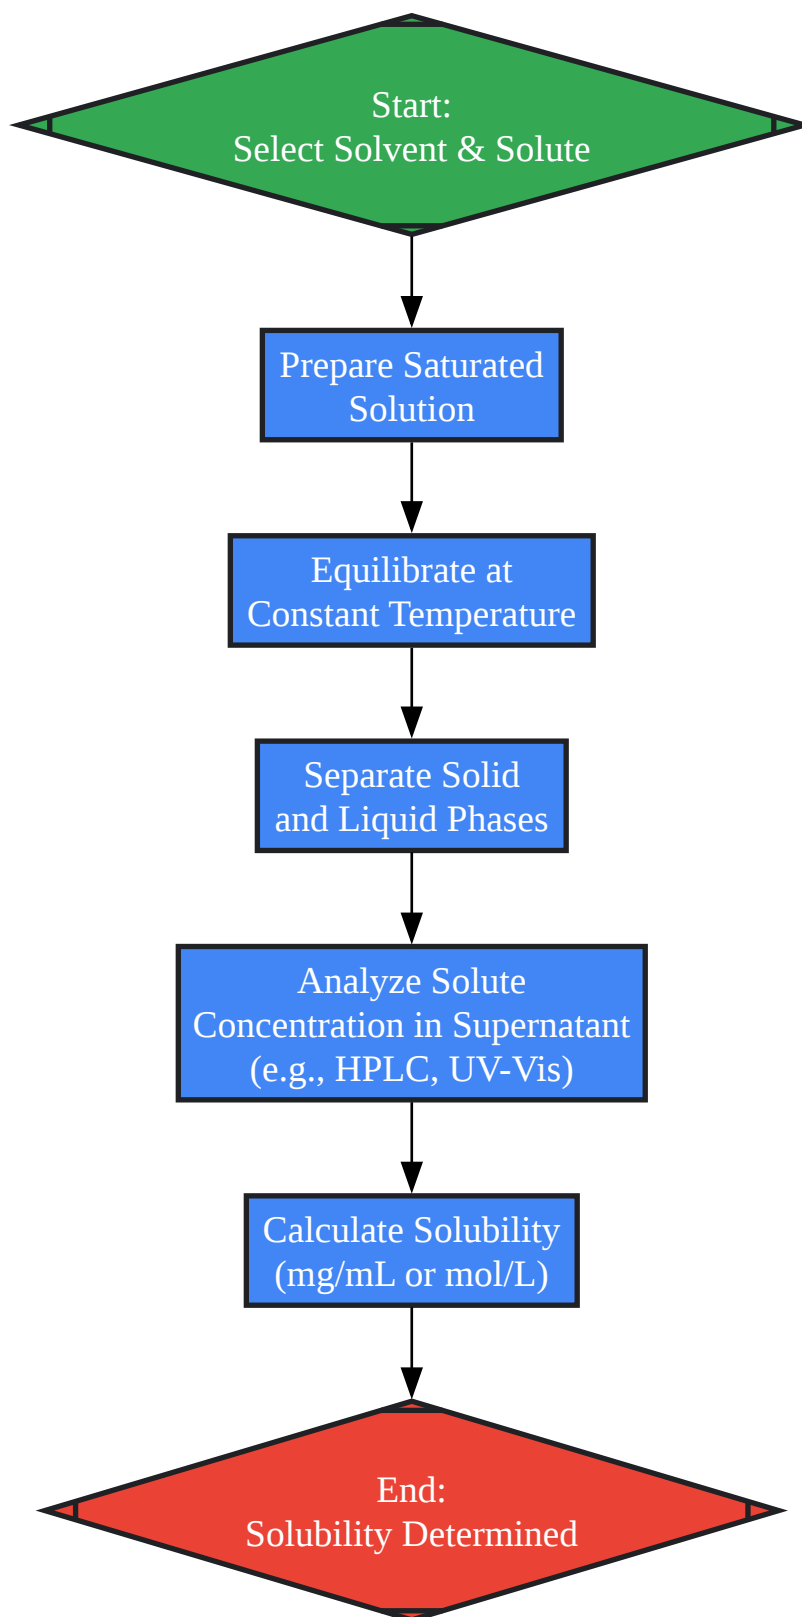 Start:
Select Solvent & Solute
Prepare Saturated
Solution
Equilibrate at
Constant Temperature
Separate Solid
and Liquid Phases
Analyze Solute
Concentration in Supernatant
(e.g., HPLC, UV-Vis)
Calculate Solubility
(mg/mL or mol/L)
End:
Solubility Determined